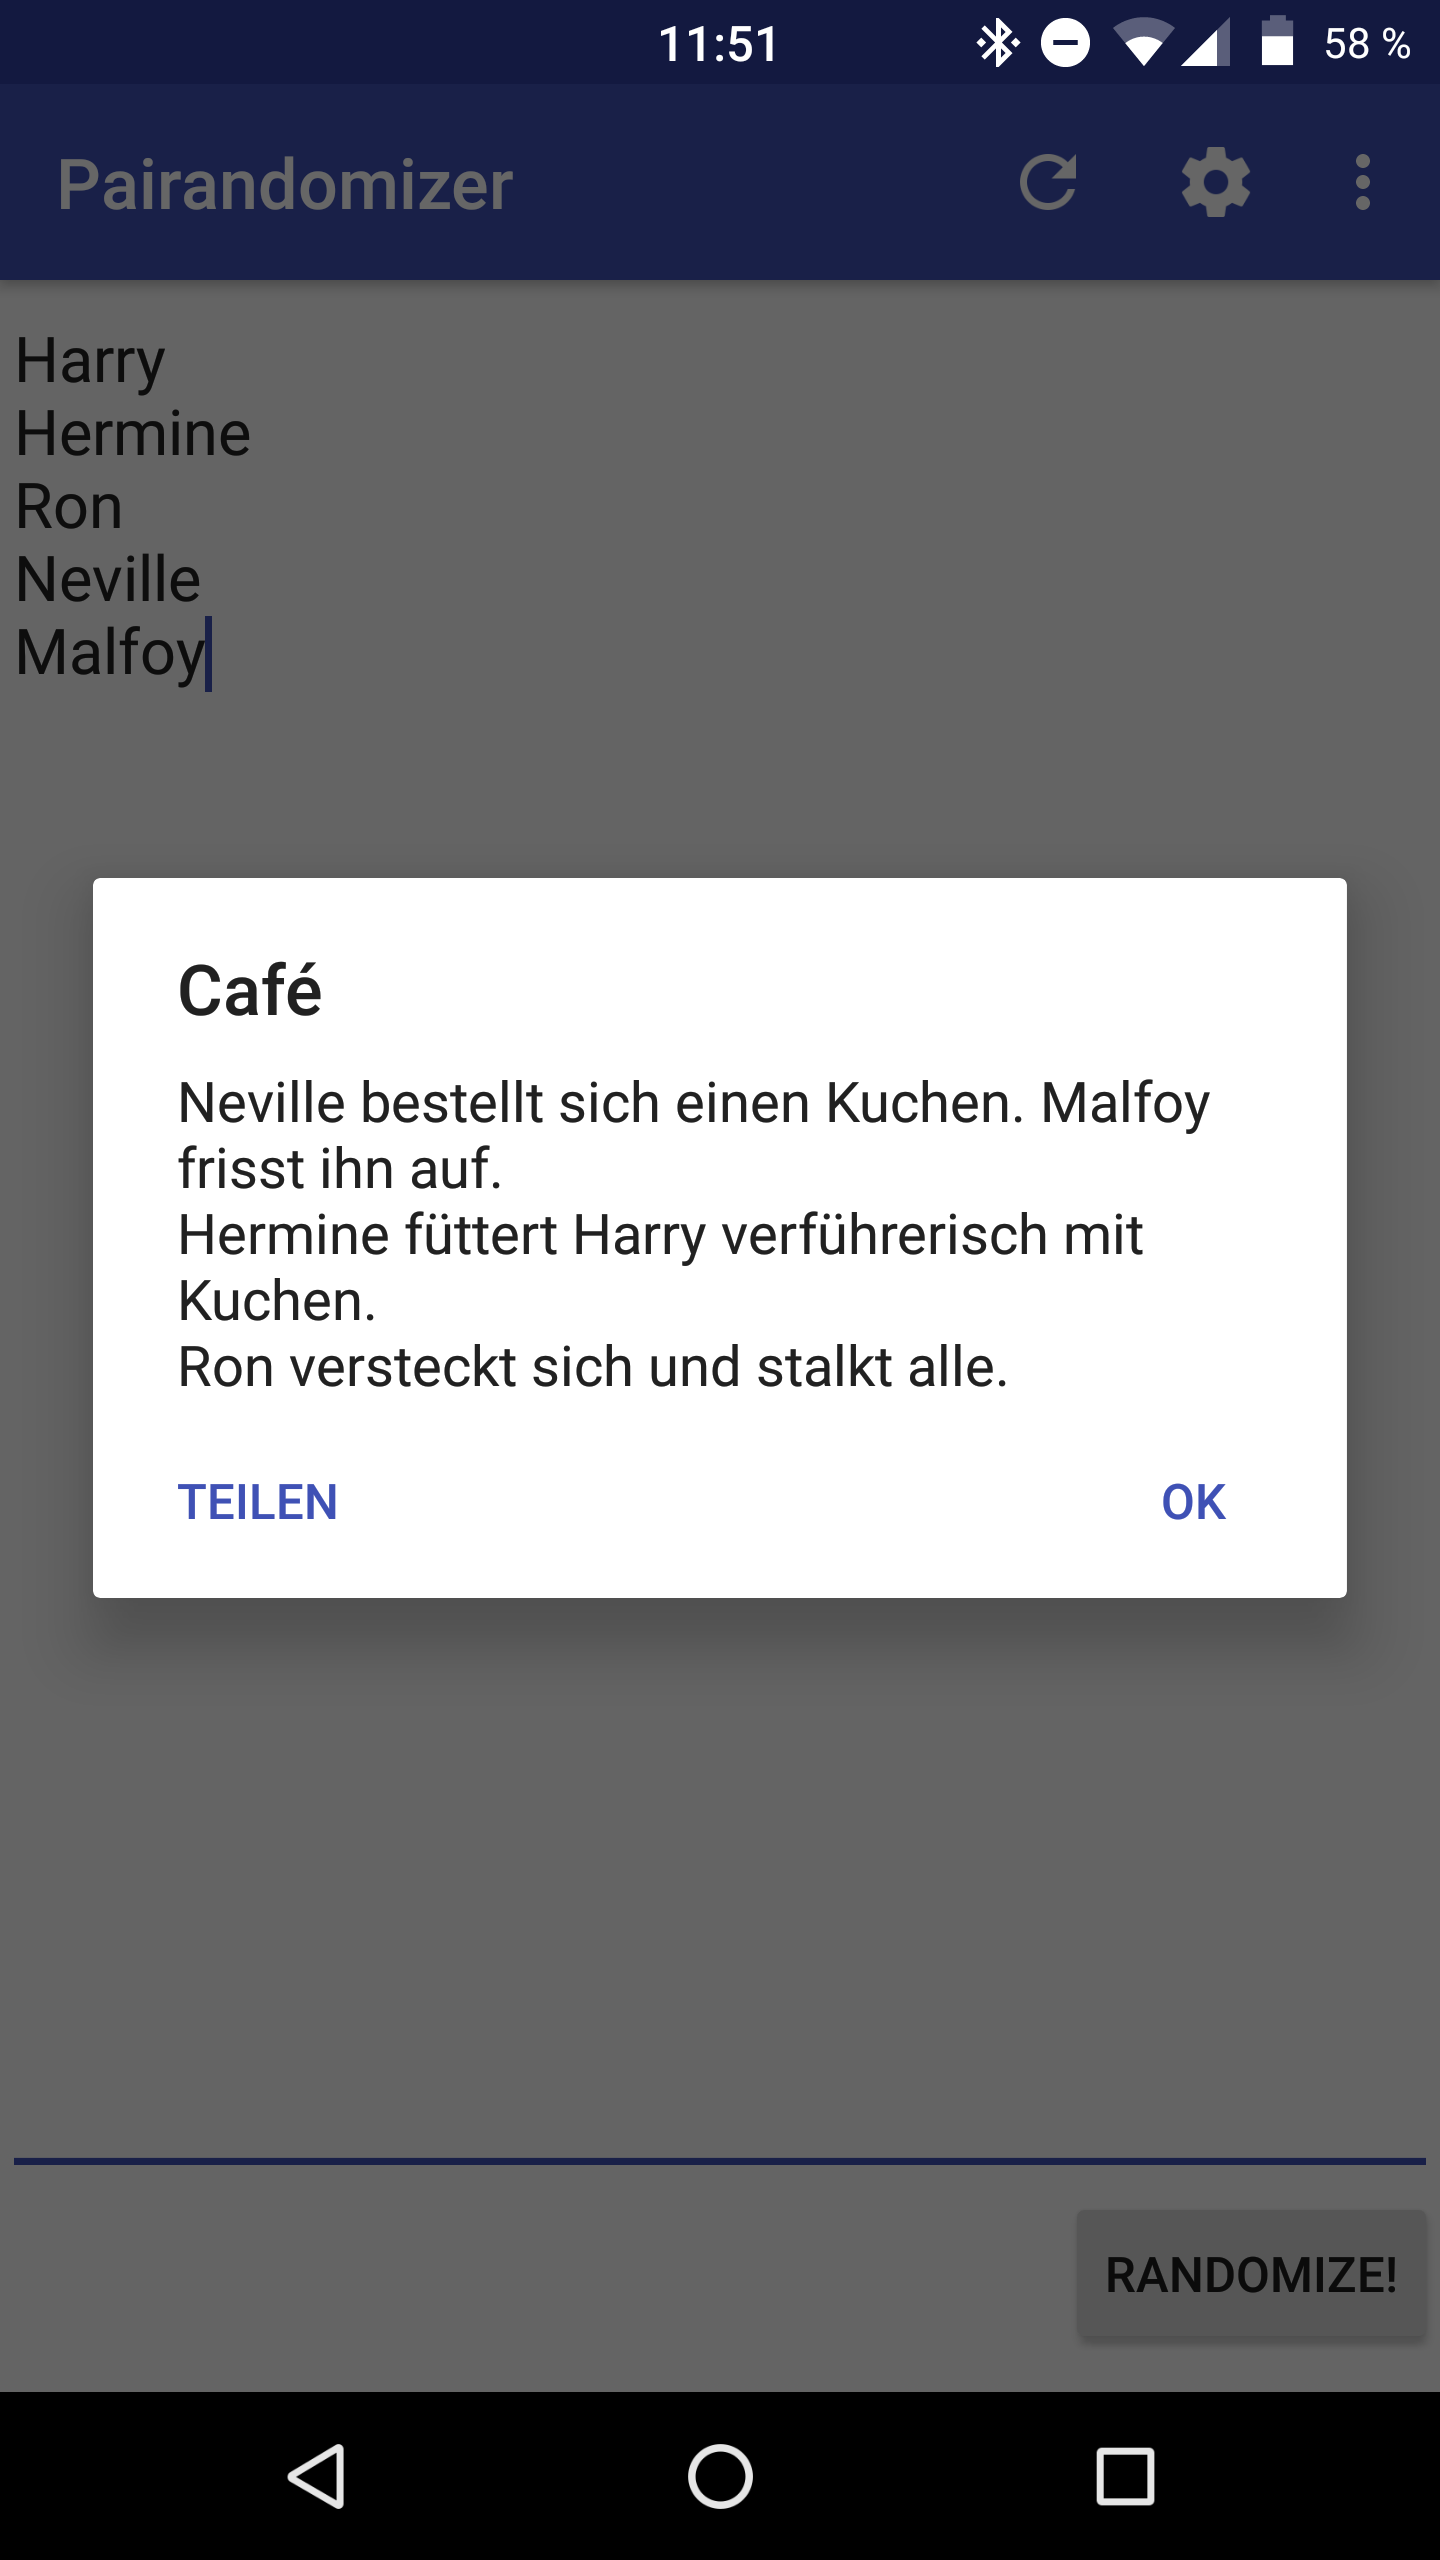 11:51
58 %
Pairandomizer
Harry
Hermine
Ron
Neville
Malfoy
Café
Neville bestellt sich einen Kuchen. Malfoy
frisst ihn auf.
Hermine füttert Harry verführerisch mit
Kuchen.
Ron versteckt sich und stalkt alle.
TEILEN
OK
RANDOMIZE!